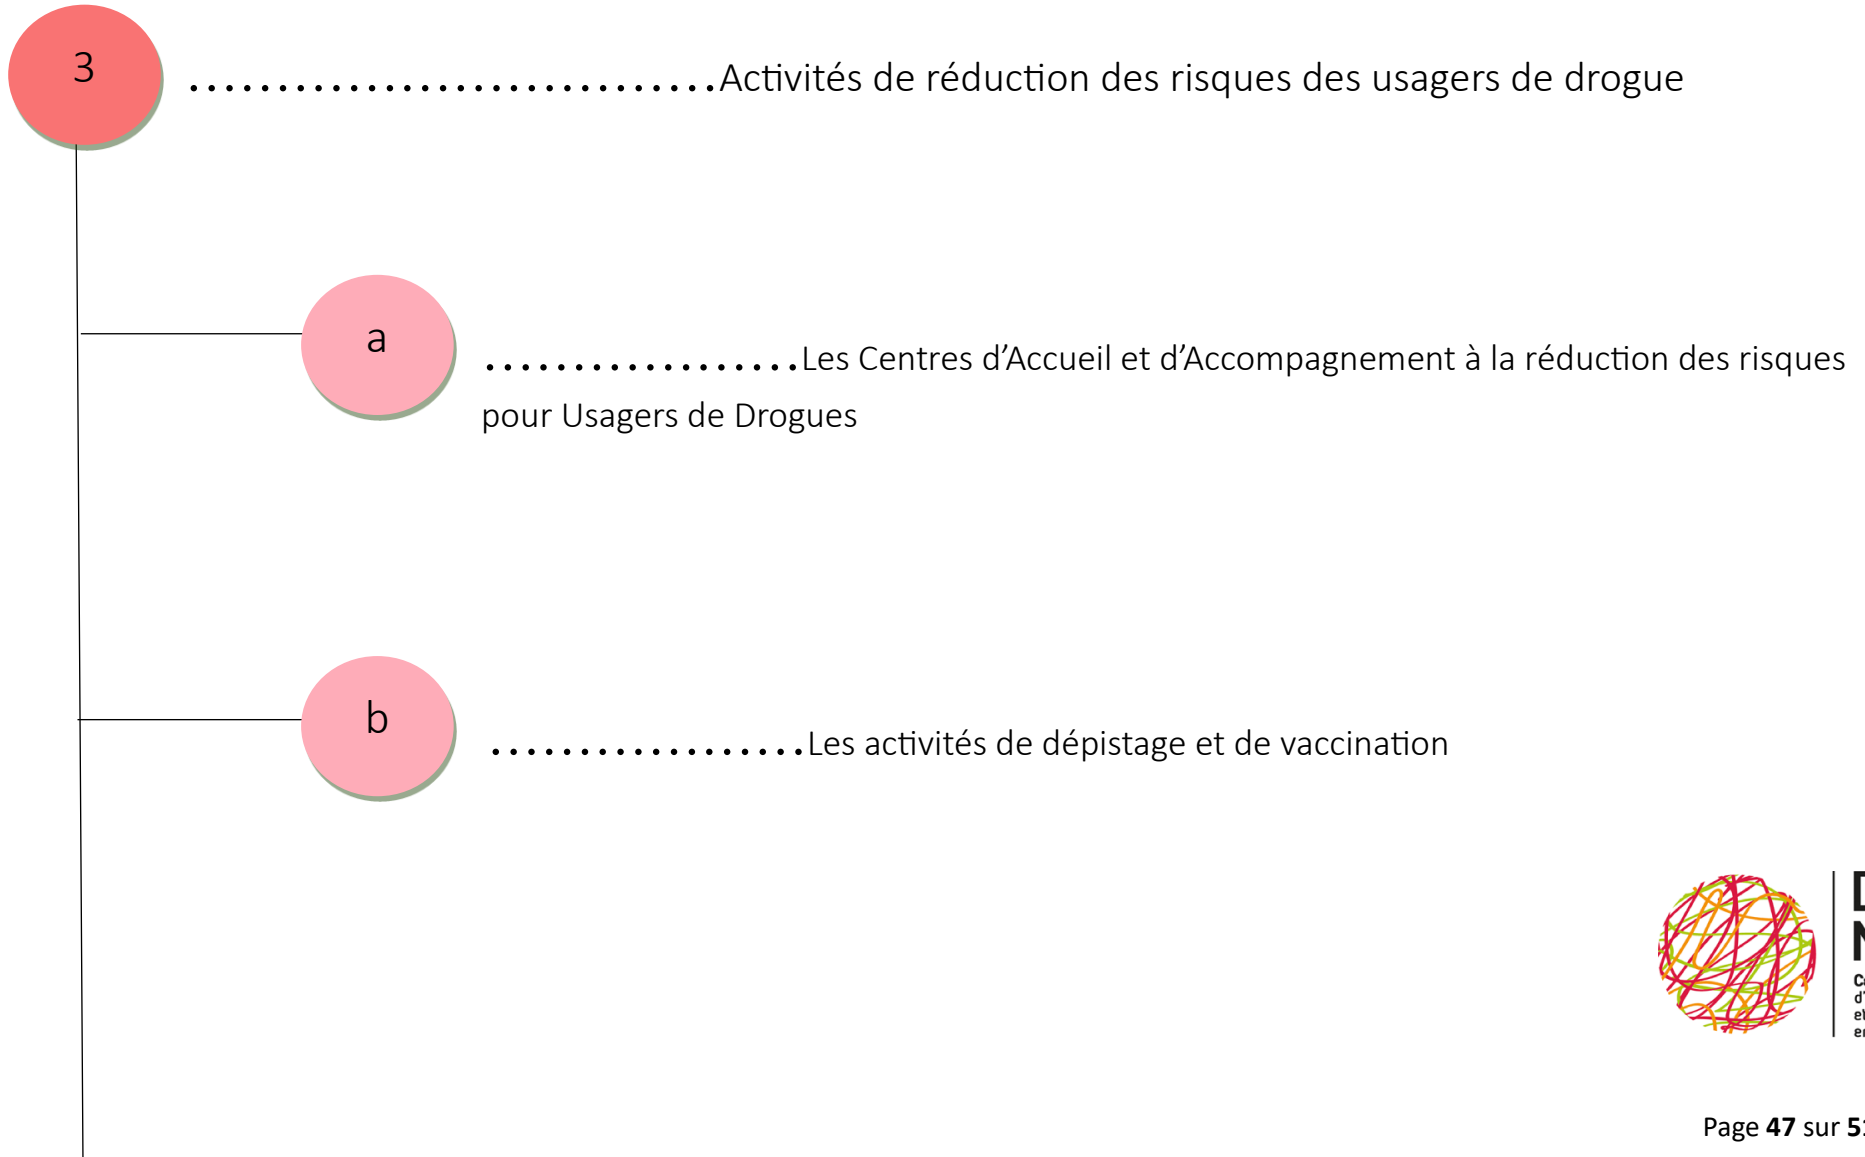 3
..............................Activités de réduction des risques des usagers de drogue
a
..................Les Centres d’Accueil et d’Accompagnement à la réduction des risques
pour Usagers de Drogues
b
..................Les activités de dépistage et de vaccination
Page 47 sur